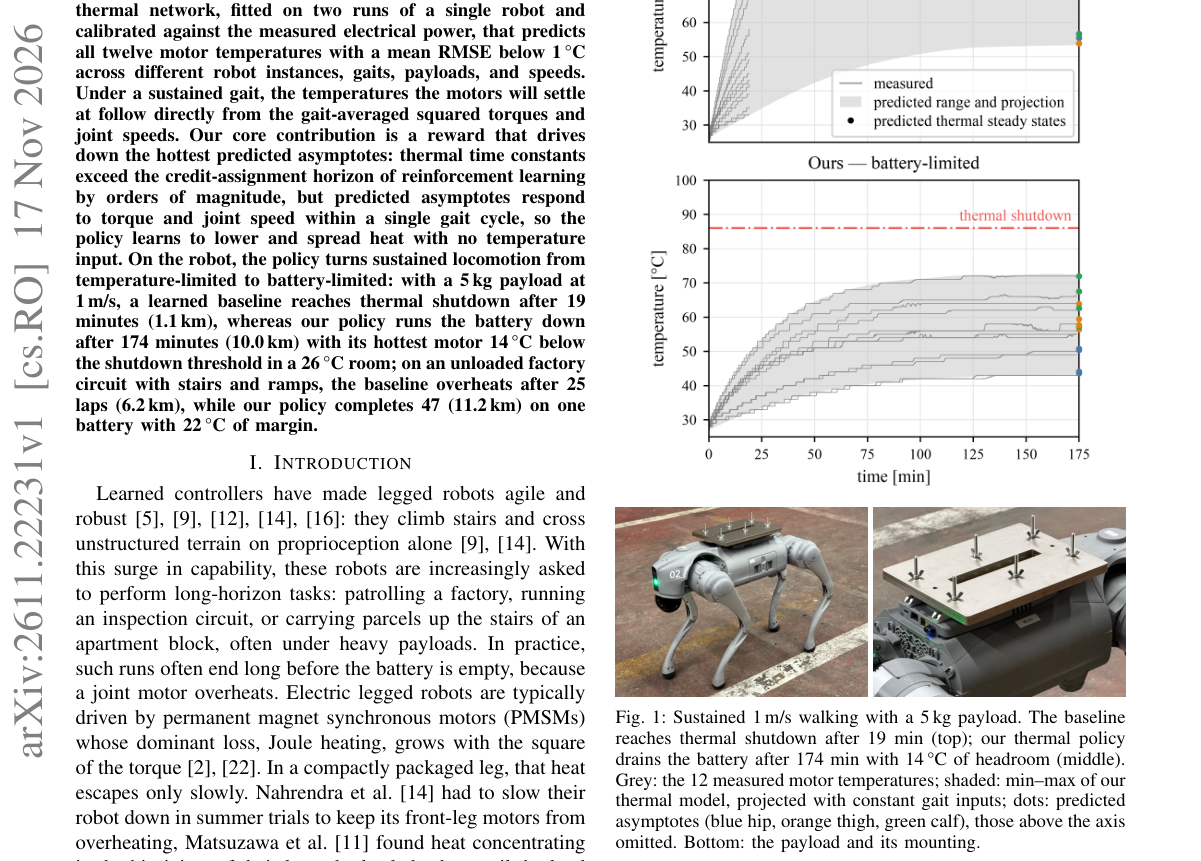 arXiv:2611.22231v1 [cs.RO] 17 Nov 2026
thermal network, fitted on two runs of a single robot and
calibrated against the measured electrical power, that predicts
all twelve motor temperatures with a mean RMSE below 1 °C
across different robot instances, gaits, payloads, and speeds.
Under a sustained gait, the temperatures the motors will settle
at follow directly from the gait-averaged squared torques and
joint speeds. Our core contribution is a reward that drives
down the hottest predicted asymptotes: thermal time constants
exceed the credit-assignment horizon of reinforcement learning
by orders of magnitude, but predicted asymptotes respond
to torque and joint speed within a single gait cycle, so the
policy learns to lower and spread heat with no temperature
input. On the robot, the policy turns sustained locomotion from
temperature-limited to battery-limited: with a 5 kg payload at
1 m/s, a learned baseline reaches thermal shutdown after 19
minutes (1.1 km), whereas our policy runs the battery down
after 174 minutes (10.0 km) with its hottest motor 14 °C below
the shutdown threshold in a 26 °C room; on an unloaded factory
circuit with stairs and ramps, the baseline overheats after 25
laps (6.2 km), while our policy completes 47 (11.2 km) on one
battery with 22 °C of margin.
I. INTRODUCTION
Learned controllers have made legged robots agile and
robust [5], [9], [12], [14], [16]: they climb stairs and cross
unstructured terrain on proprioception alone [9], [14]. With
this surge in capability, these robots are increasingly asked
to perform long-horizon tasks: patrolling a factory, running
an inspection circuit, or carrying parcels up the stairs of an
apartment block, often under heavy payloads. In practice,
such runs often end long before the battery is empty, because
a joint motor overheats. Electric legged robots are typically
driven by permanent magnet synchronous motors (PMSMs)
whose dominant loss, Joule heating, grows with the square
of the torque [2], [22]. In a compactly packaged leg, that heat
escapes only slowly. Nahrendra et al. [14] had to slow their
robot down in summer trials to keep its front-leg motors from
overheating, Matsuzawa et al. [11] found heat concentrating
60
50
40
30
measured
predicted range and projection
predicted thermal steady states
Ours — battery-limited
100
90
80
70
60
50
40
30
temperature [°C]
thermal shutdown
0
25
50
75
100
125
150
175
time [min]
02
Fig. 1: Sustained 1 m/s walking with a 5 kg payload. The baseline
reaches thermal shutdown after 19 min (top); our thermal policy
drains the battery after 174 min with 14 °C of headroom (middle).
Grey: the 12 measured motor temperatures; shaded: min–max of our
thermal model, projected with constant gait inputs; dots: predicted
asymptotes (blue hip, orange thigh, green calf), those above the axis
omitted. Bottom: the payload and its mounting.